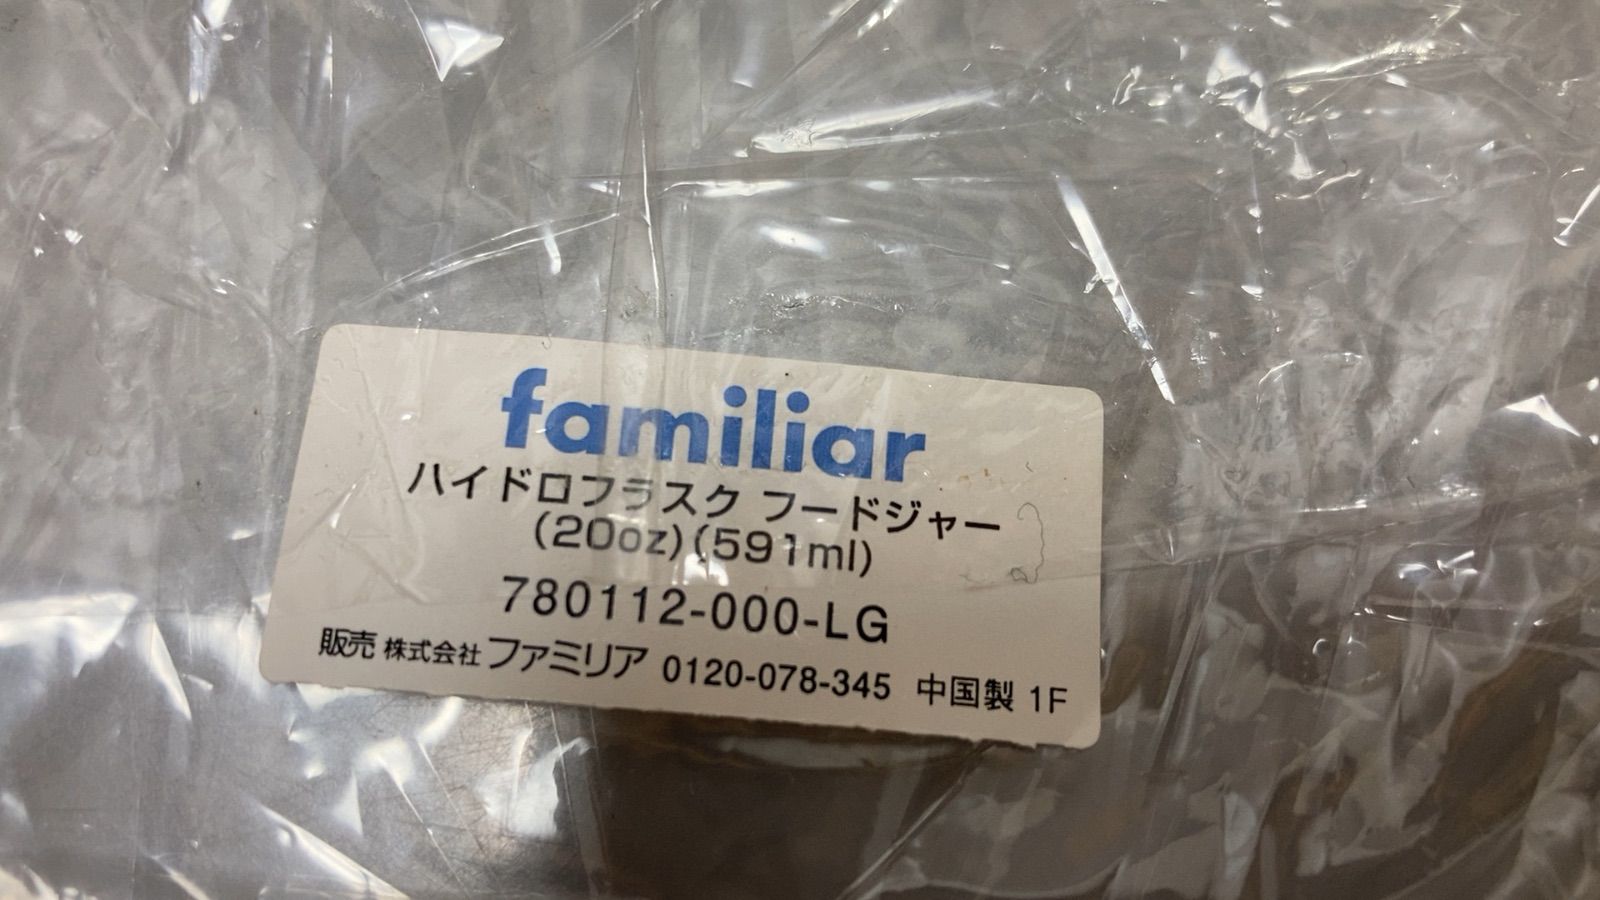 familiar
ハイドロフラスク フードジャー
(20oz)(591ml)
780112-000-LG
販売 株式会社 ファミリア 0120-078-345 中国製 1F